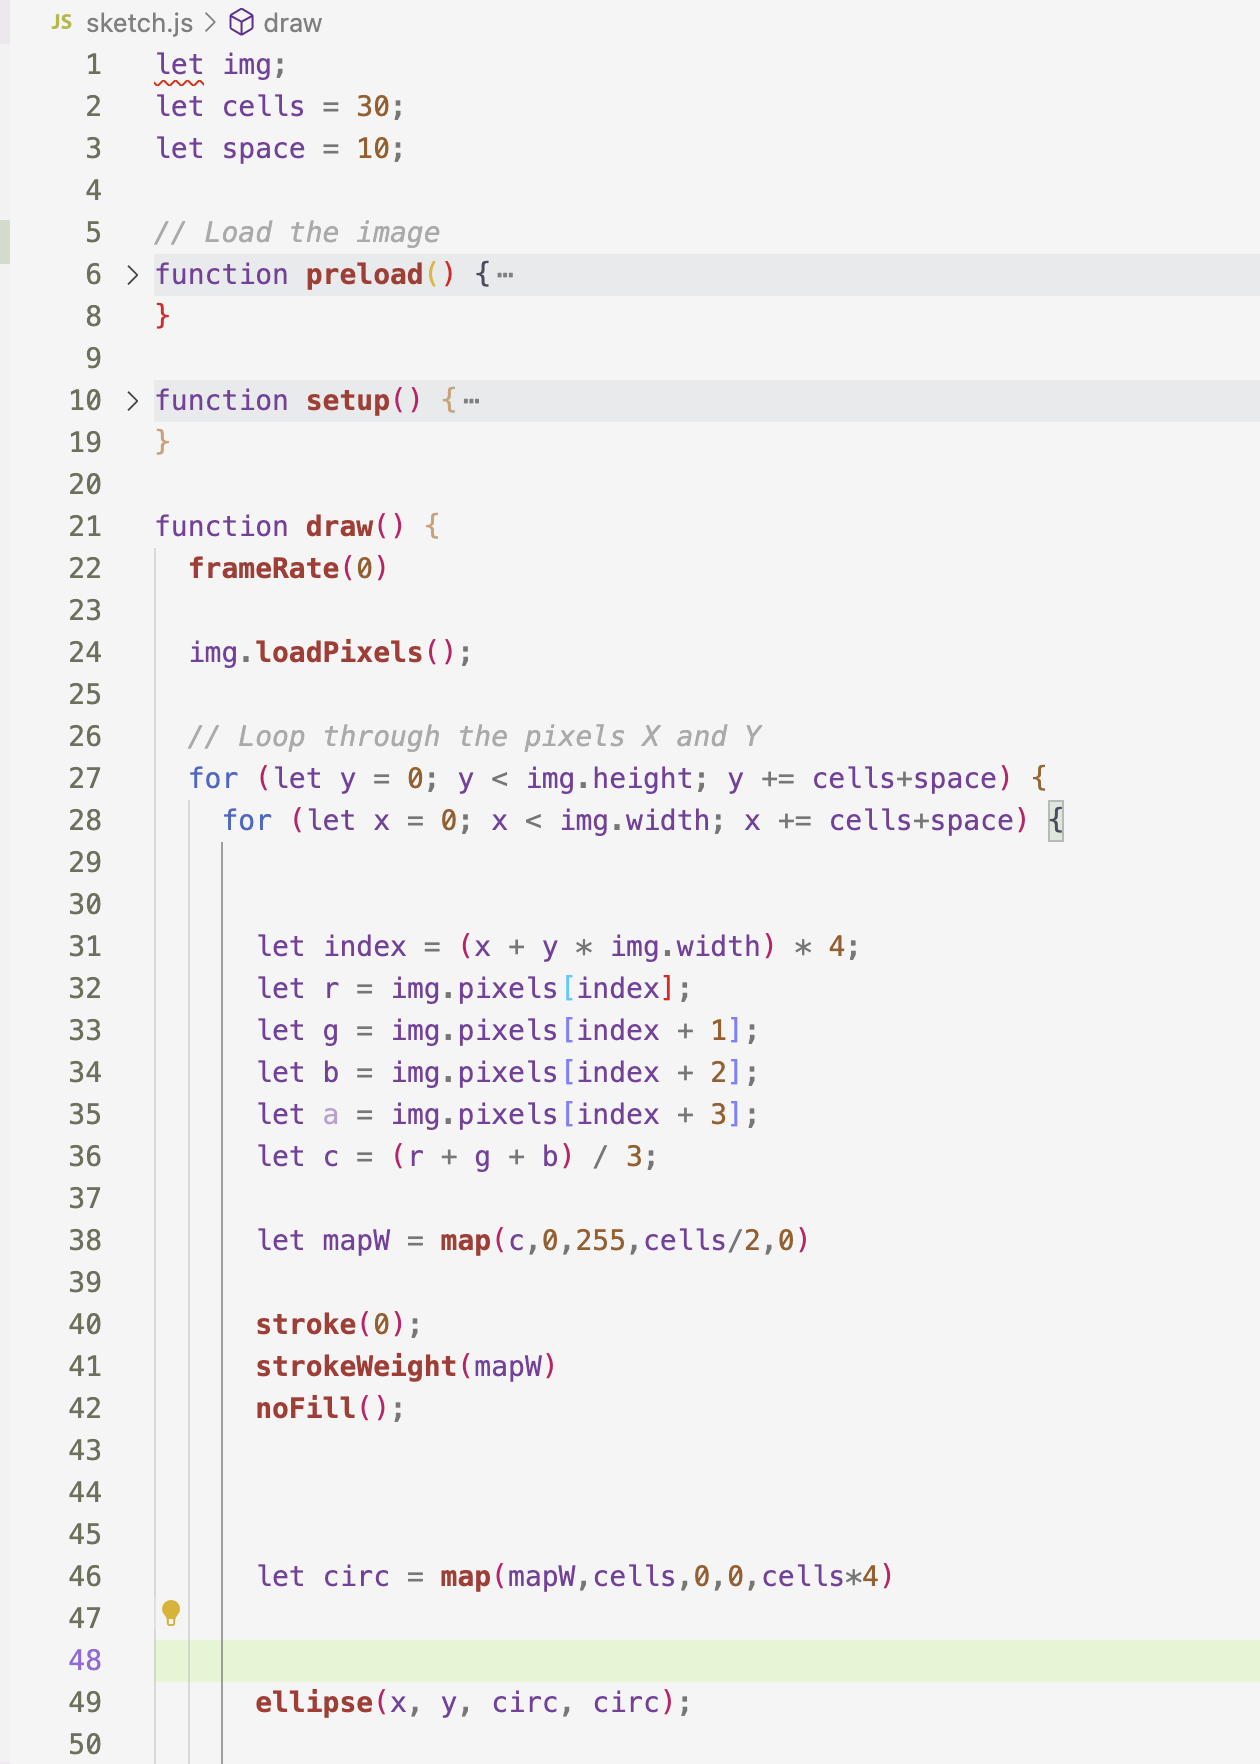 JS sketch.js > draw
1 let img;
2 let cells = 30;
3 let space = 10;
4
5 // Load the image
6 > function preload() {⋯
8 }
9
10 > function setup() {⋯
19 }
20
21 function draw() {
22   frameRate(0)
23
24   img.loadPixels();
25
26   // Loop through the pixels X and Y
27   for (let y = 0; y < img.height; y += cells+space) {
28     for (let x = 0; x < img.width; x += cells+space) {
29
30
31       let index = (x + y * img.width) * 4;
32       let r = img.pixels[index];
33       let g = img.pixels[index + 1];
34       let b = img.pixels[index + 2];
35       let a = img.pixels[index + 3];
36       let c = (r + g + b) / 3;
37
38       let mapW = map(c,0,255,cells/2,0)
39
40       stroke(0);
41       strokeWeight(mapW)
42       noFill();
43
44
45
46       let circ = map(mapW,cells,0,0,cells*4)
47
48
49       ellipse(x, y, circ, circ);
50